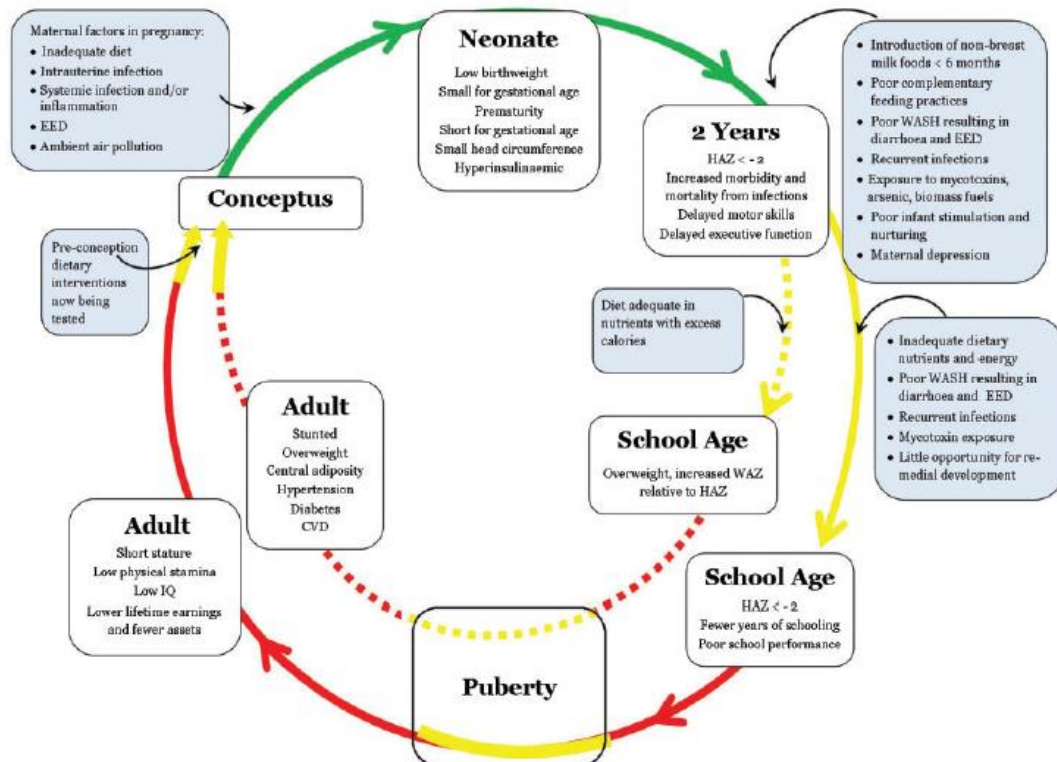 Maternal factors in pregnancy:
• Inadequate diet
• Intrauterine infection
• Systemic infection and/or
inflammation
• EED
• Ambient air pollution
Neonate
Low birthweight
Small for gestational age
Prematurity
Short for gestational age
Small head circumference
Hyperinsulinaemic
• Introduction of non-breast
milk foods < 6 months
• Poor complementary
feeding practices
• Poor WASH resulting in
diarrhoea and EED
• Recurrent infections
• Exposure to mycotoxins,
arsenic, biomass fuels
• Poor infant stimulation and
nurturing
• Maternal depression
2 Years
HAZ < - 2
Increased morbidity and
mortality from infections
Delayed motor skills
Delayed executive function
Conceptus
Pre-conception
dietary
interventions
now being
tested
Diet adequate in
nutrients with excess
calories
• Inadequate dietary
nutrients and energy
• Poor WASH resulting in
diarrhoea and EED
• Recurrent infections
• Mycotoxin exposure
• Little opportunity for re-
medial development
Adult
Stunted
Overweight
Central adiposity
Hypertension
Diabetes
CVD
School Age
Overweight, increased WAZ
relative to HAZ
Adult
Short stature
Low physical stamina
Low IQ
Lower lifetime earnings
and fewer assets
School Age
HAZ < - 2
Fewer years of schooling
Poor school performance
Puberty